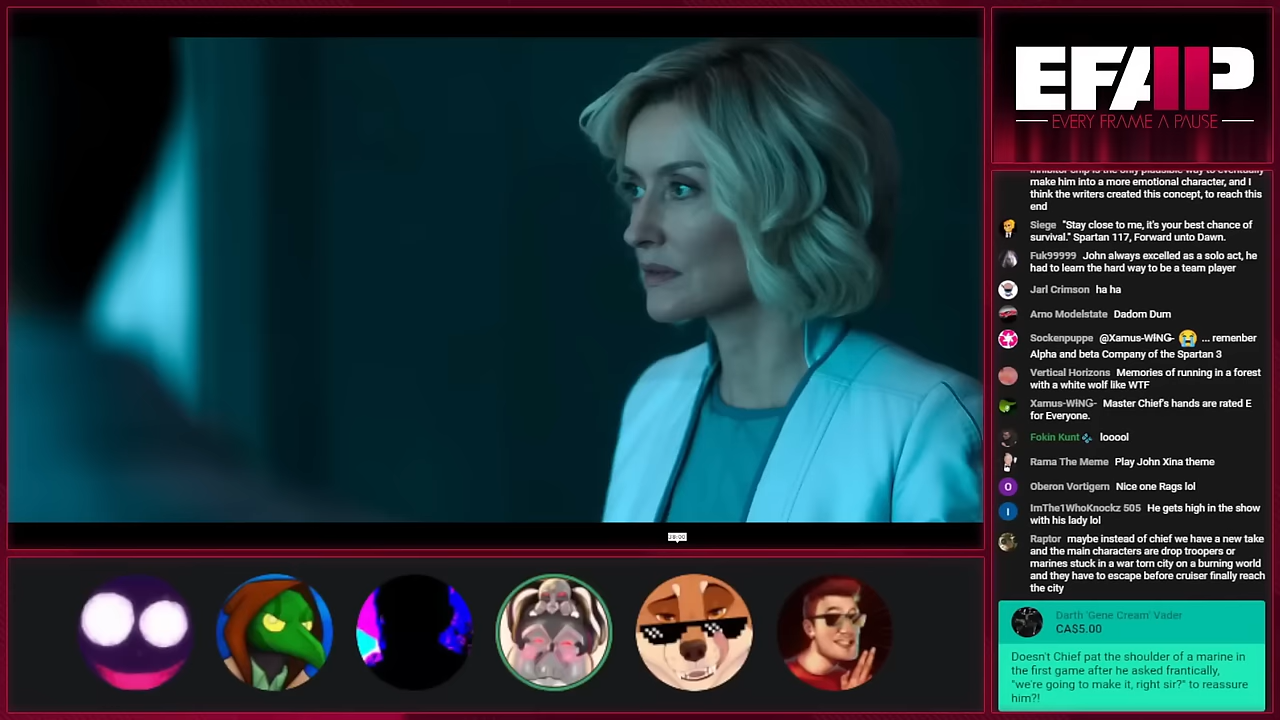 EFAP
EVERY FRAME A PAUSE
make him into a more emotional character, and I
think the writers created this concept, to reach this
end
Siege "Stay close to me, it's your best chance of
survival." Spartan 117, Forward unto Dawn.
Fuk99999 John always excelled as a solo act, he
had to learn the hard way to be a team player
Jarl Crimson ha ha
Arno Modelstate Dadom Dum
Sockenpuppe @Xamus-WING- 😭 ... remenber
Alpha and beta Company of the Spartan 3
Vertical Horizons Memories of running in a forest
with a white wolf like WTF
Xamus-WING- Master Chief's hands are rated E
for Everyone.
Fokin Kunt looool
Rama The Meme Play John Xina theme
O Oberon Vortigern Nice one Rags lol
I ImThe1WhoKnockz 505 He gets high in the show
with his lady lol
Raptor maybe instead of chief we have a new take
and the main characters are drop troopers or
marines stuck in a war torn city on a burning world
and they have to escape before cruiser finally reach
the city
Darth 'Gene Cream' Vader
CA$5.00
Doesn't Chief pat the shoulder of a marine in
the first game after he asked frantically,
"we're going to make it, right sir?" to reassure
him?!